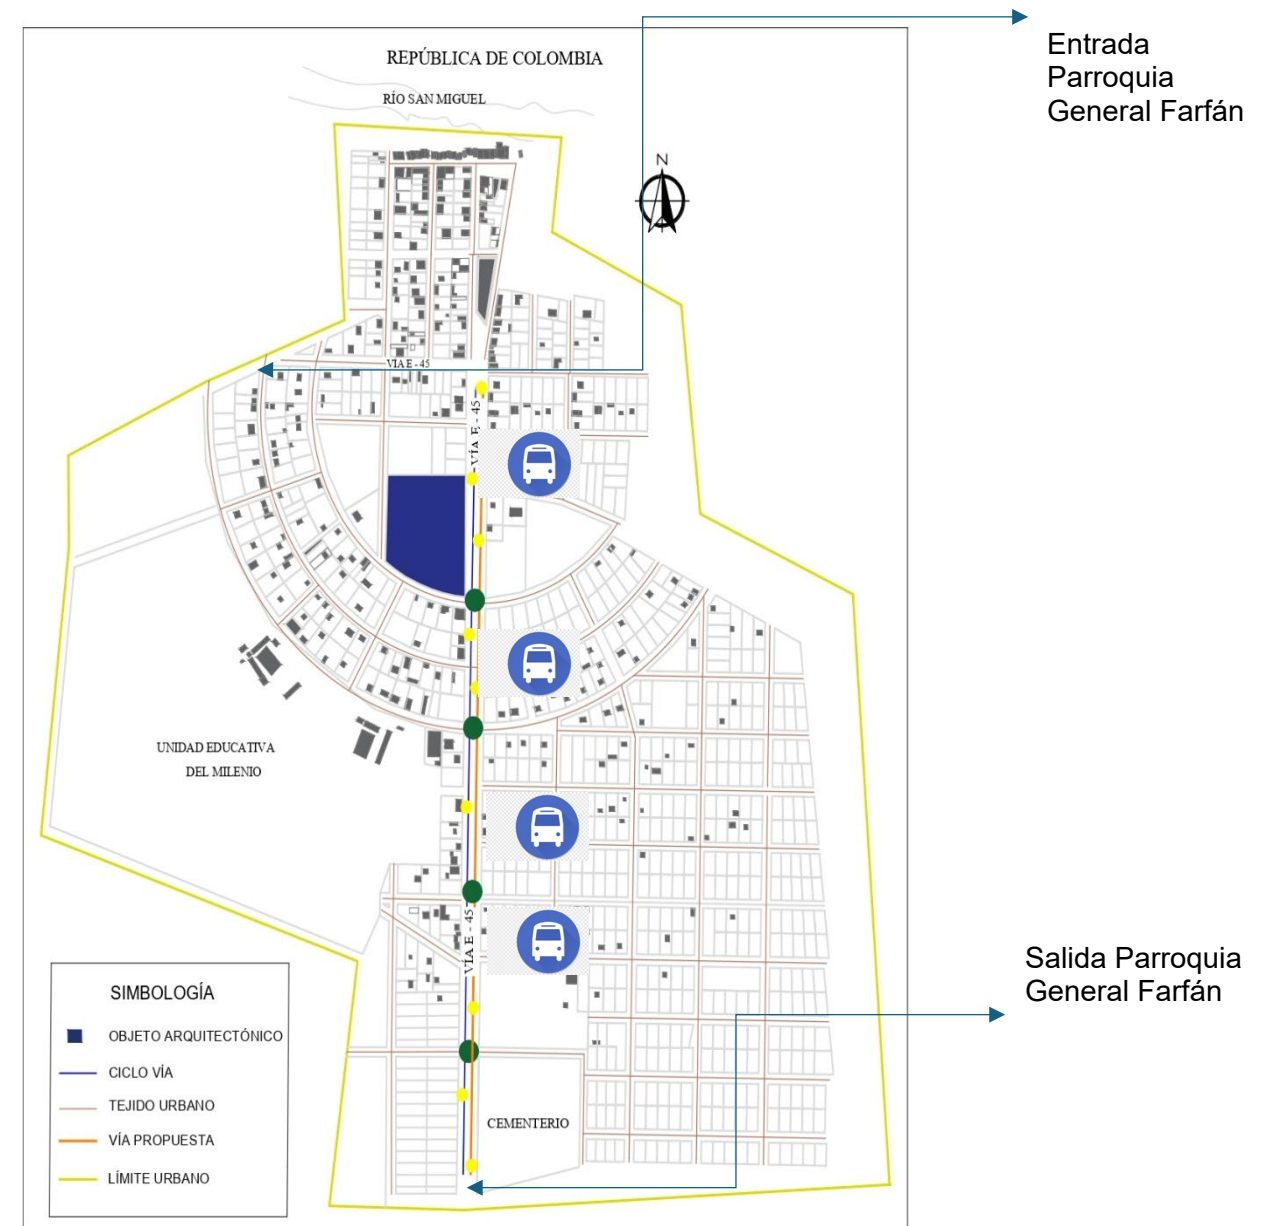 REPÚBLICA DE COLOMBIA
RÍO SAN MIGUEL
Entrada
Parroquia
General Farfán
N
VIA E - 45
VÍA E - 45
UNIDAD EDUCATIVA
DEL MILENIO
VÍA E - 45
CEMENTERIO
Salida Parroquia
General Farfán
SIMBOLOGÍA
OBJETO ARQUITECTÓNICO
CICLO VÍA
TEJIDO URBANO
VÍA PROPUESTA
LÍMITE URBANO